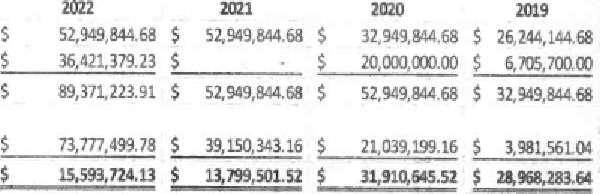 2022 2021 2020 2019
$ 52,949,844.68 $ 52,949,844.68 $ 32,949,844.68 $ 26,244,144.68
$ 36,421,379.23 $ - $ 20,000,000.00 $ 6,705,700.00
$ 89,371,223.91 $ 52,949,844.68 $ 52,949,844.68 $ 32,949,844.68
$ 73,777,499.78 $ 39,150,343.16 $ 21,039,199.16 $ 3,981,561.04
$ 15,593,724.13 $ 13,799,501.52 $ 31,910,645.52 $ 28,968,283.64